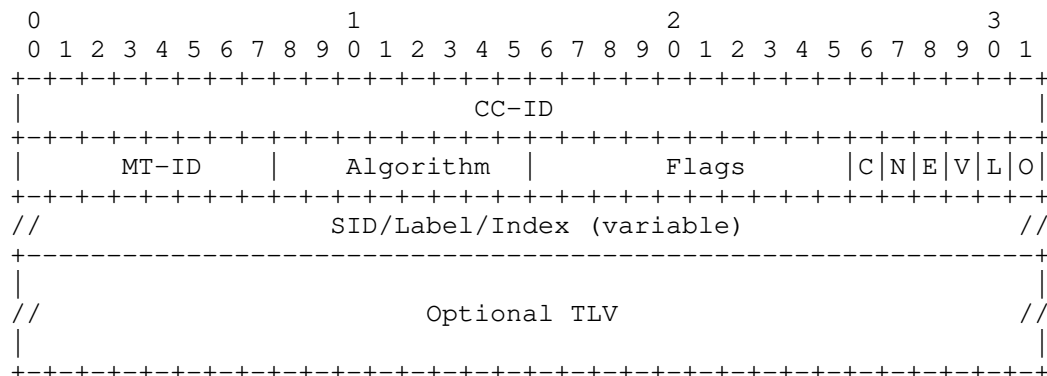 0                   1                   2                   3
 0 1 2 3 4 5 6 7 8 9 0 1 2 3 4 5 6 7 8 9 0 1 2 3 4 5 6 7 8 9 0 1
+-+-+-+-+-+-+-+-+-+-+-+-+-+-+-+-+-+-+-+-+-+-+-+-+-+-+-+-+-+-+-+-+
|                            CC-ID                              |
+-+-+-+-+-+-+-+-+-+-+-+-+-+-+-+-+-+-+-+-+-+-+-+-+-+-+-+-+-+-+-+-+
|      MT-ID    |    Algorithm  |        Flags      |C|N|E|V|L|O|
+-+-+-+-+-+-+-+-+-+-+-+-+-+-+-+-+-+-+-+-+-+-+-+-+-+-+-+-+-+-+-+-+
//                  SID/Label/Index (variable)                 //
+---------------------------------------------------------------+
|                                                               |
//                        Optional TLV                         //
|                                                               |
+-+-+-+-+-+-+-+-+-+-+-+-+-+-+-+-+-+-+-+-+-+-+-+-+-+-+-+-+-+-+-+-+